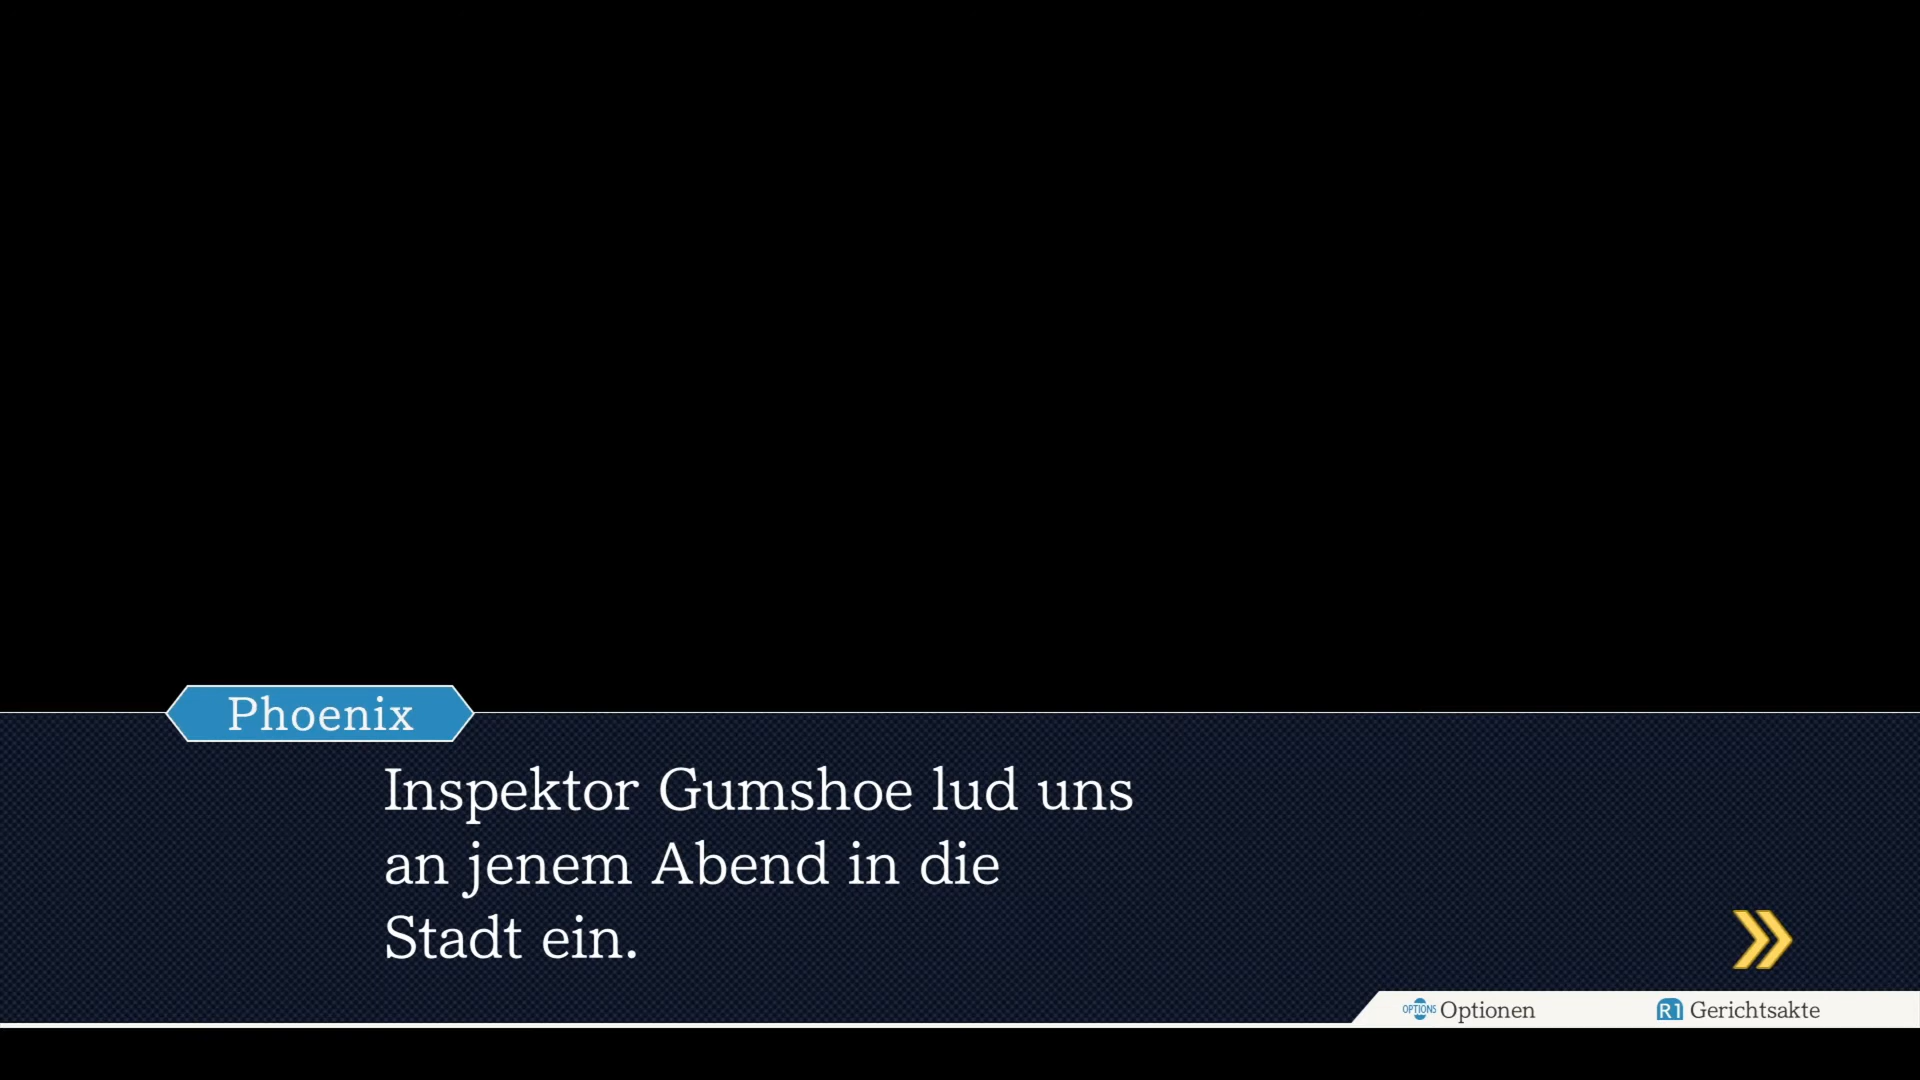 Phoenix
Inspektor Gumshoe lud uns
an jenem Abend in die
Stadt ein.
OPTIONS Optionen
R1 Gerichtsakte